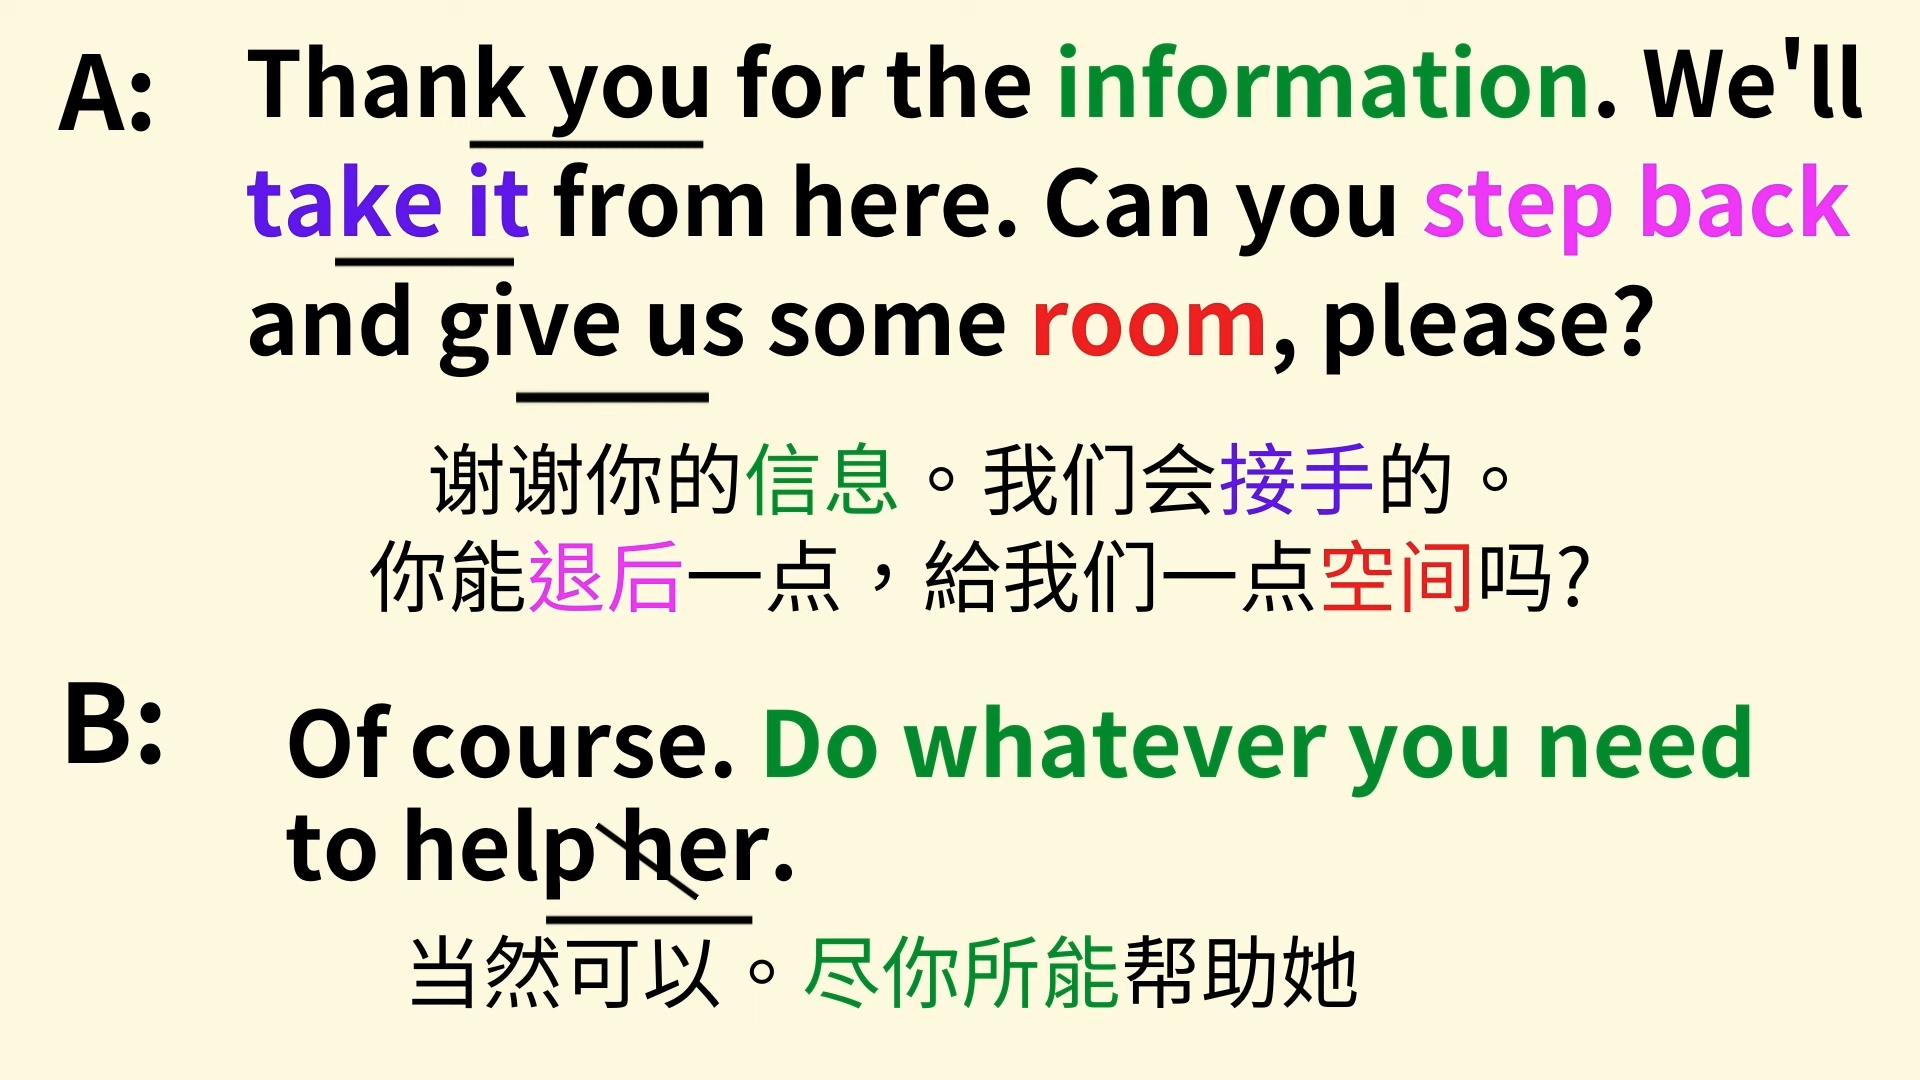 A: Thank you for the information. We'll
take it from here. Can you step back
and give us some room, please?
谢谢你的信息。我们会接手的。
你能退后一点，給我们一点空间吗?
B: Of course. Do whatever you need
to help her.
当然可以。尽你所能帮助她